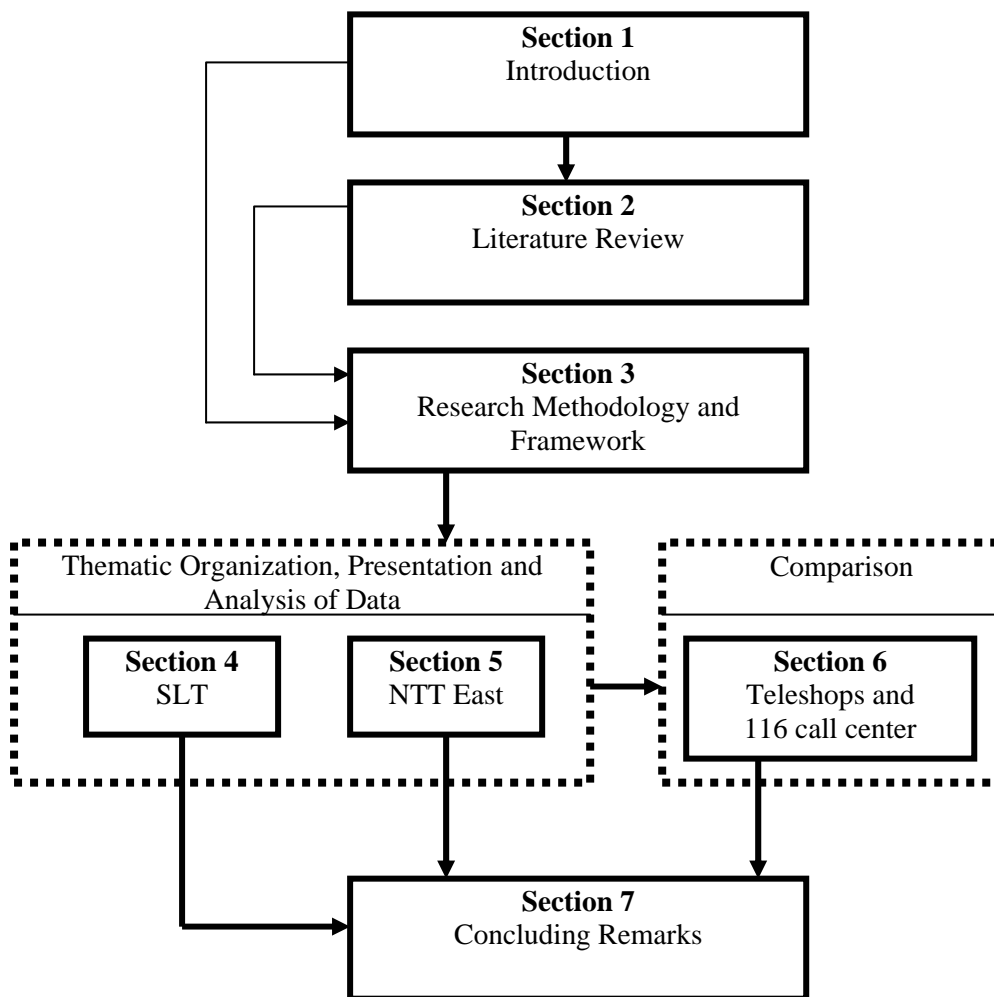 Section 1
Introduction
Section 2
Literature Review
Section 3
Research Methodology and
Framework
Thematic Organization, Presentation and
Analysis of Data
Comparison
Section 4
SLT
Section 5
NTT East
Section 6
Teleshops and
116 call center
Section 7
Concluding Remarks